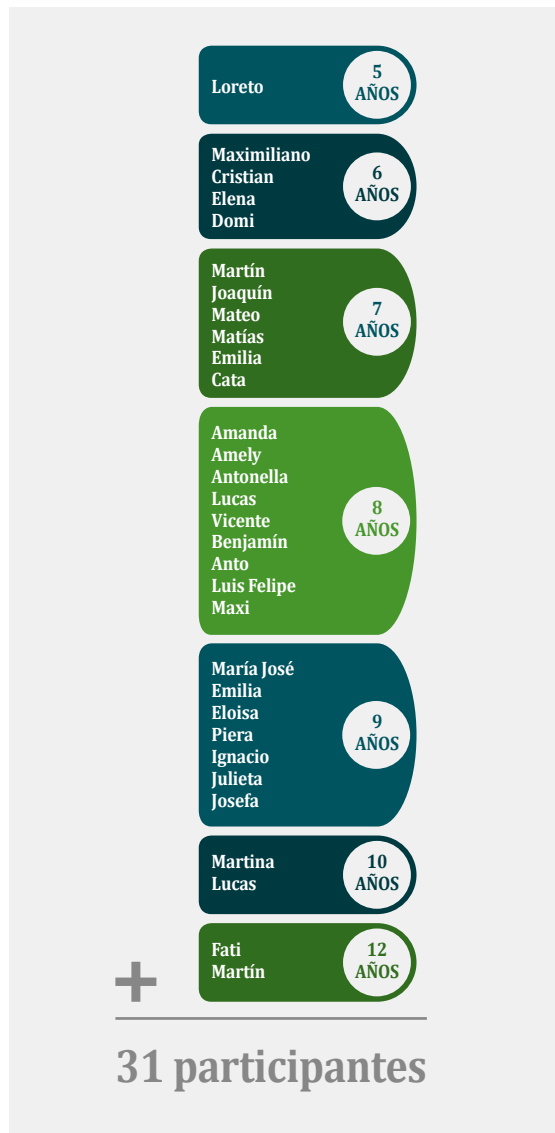 Loreto
5
AÑOS
Maximiliano
Cristian
Elena
Domi
6
AÑOS
Martín
Joaquín
Mateo
Matías
Emilia
Cata
7
AÑOS
Amanda
Amely
Antonella
Lucas
Vicente
Benjamín
Anto
Luis Felipe
Maxi
8
AÑOS
María José
Emilia
Eloisa
Piera
Ignacio
Julieta
Josefa
9
AÑOS
Martina
Lucas
10
AÑOS
Fati
Martín
12
AÑOS
+
31 participantes